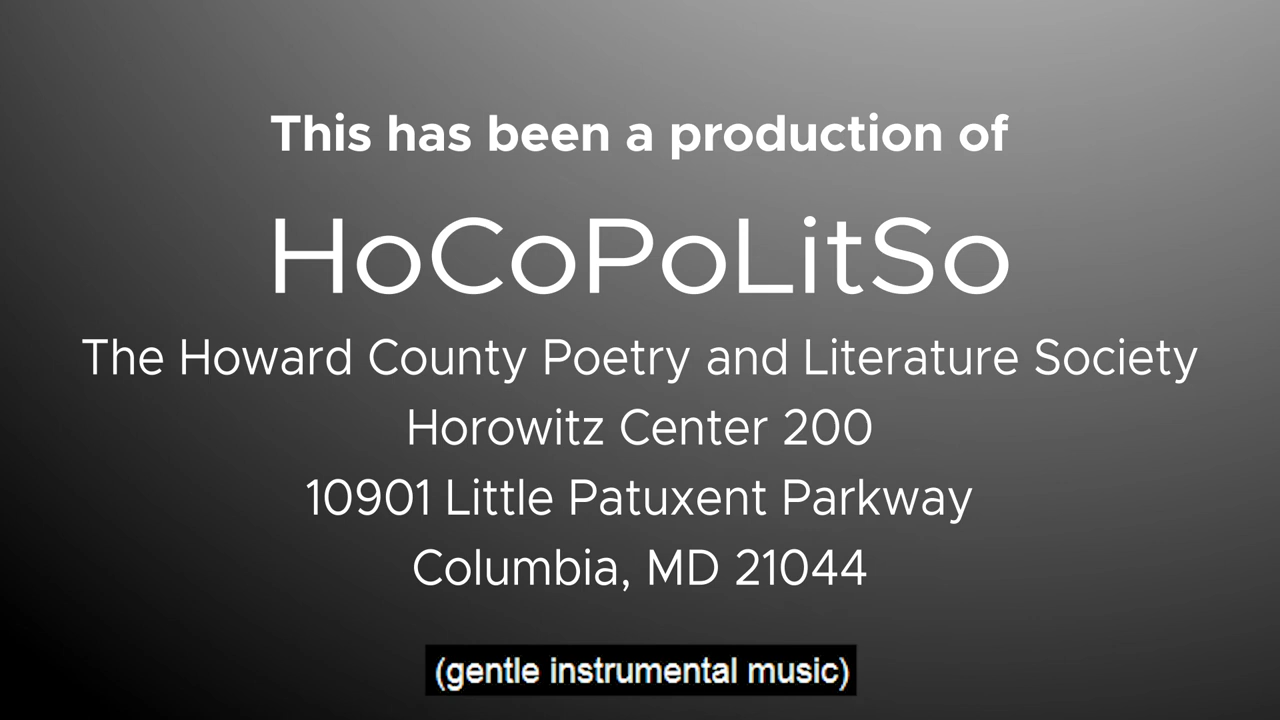 This has been a production of
HoCoPoLitSo
The Howard County Poetry and Literature Society
Horowitz Center 200
10901 Little Patuxent Parkway
Columbia, MD 21044
(gentle instrumental music)